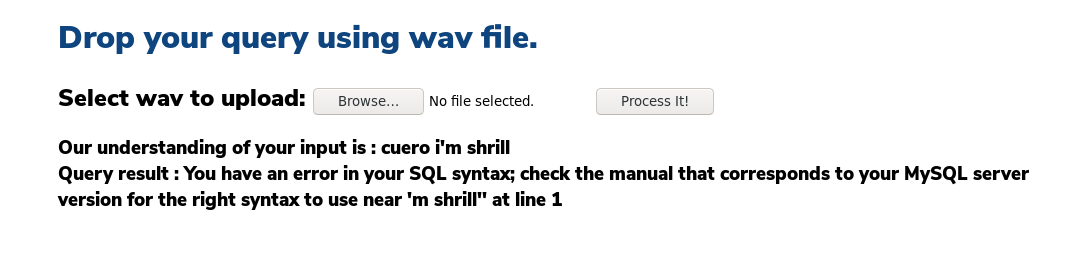 Drop your query using wav file.
Select wav to upload: Browse... No file selected. Process It!
Our understanding of your input is : cuero i'm shrill
Query result : You have an error in your SQL syntax; check the manual that corresponds to your MySQL server
version for the right syntax to use near 'm shrill'' at line 1